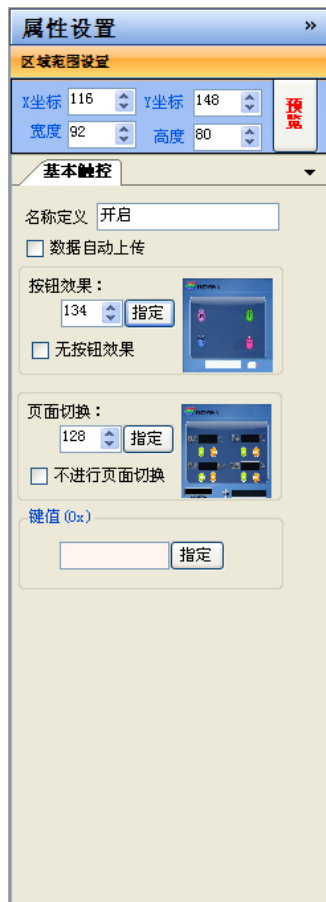 属性设置 »
区域范围设置
X坐标 116 Y坐标 148
宽度 92 高度 80
预览
基本触控
名称定义 开启
数据自动上传
按钮效果：
134 指定
无按钮效果
页面切换：
128 指定
不进行页面切换
键值(0x)
指定